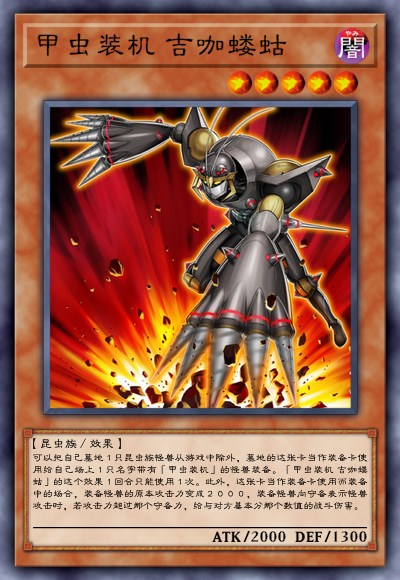 甲虫装机 吉咖蝼蛄
やみ
闇
【昆虫族／效果】
可以把自己墓地1只昆虫族怪兽从游戏中除外，墓地的这张卡当作装备卡使
用给自己场上1只名字带有「甲虫装机」的怪兽装备。「甲虫装机 吉咖蝼
蛄」的这个效果1回合只能使用1次。此外，这张卡当作装备卡使用而装备
中的场合，装备怪兽的原本攻击力变成2000，装备怪兽向守备表示怪兽
攻击时，若攻击力超过那个守备力，给与对方基本分那个数值的战斗伤害。
ATK/2000 DEF/1300